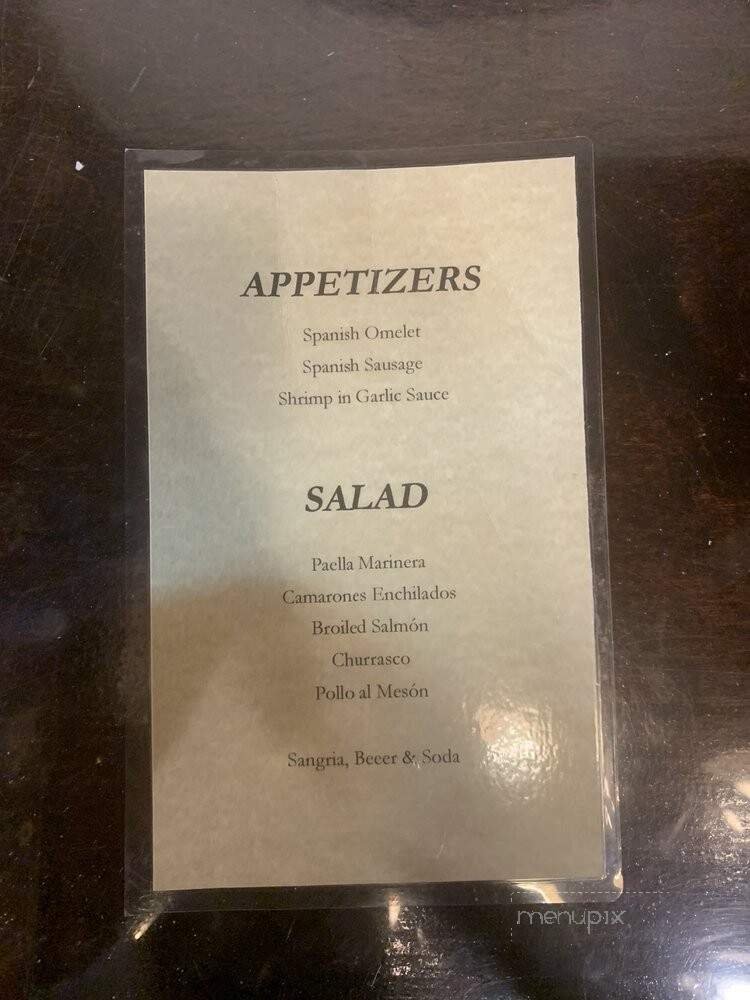 APPETIZERS
Spanish Omelet
Spanish Sausage
Shrimp in Garlic Sauce
SALAD
Paella Marinera
Camarones Enchilados
Broiled Salmón
Churrasco
Pollo al Mesón
Sangria, Beeer & Soda
menupix